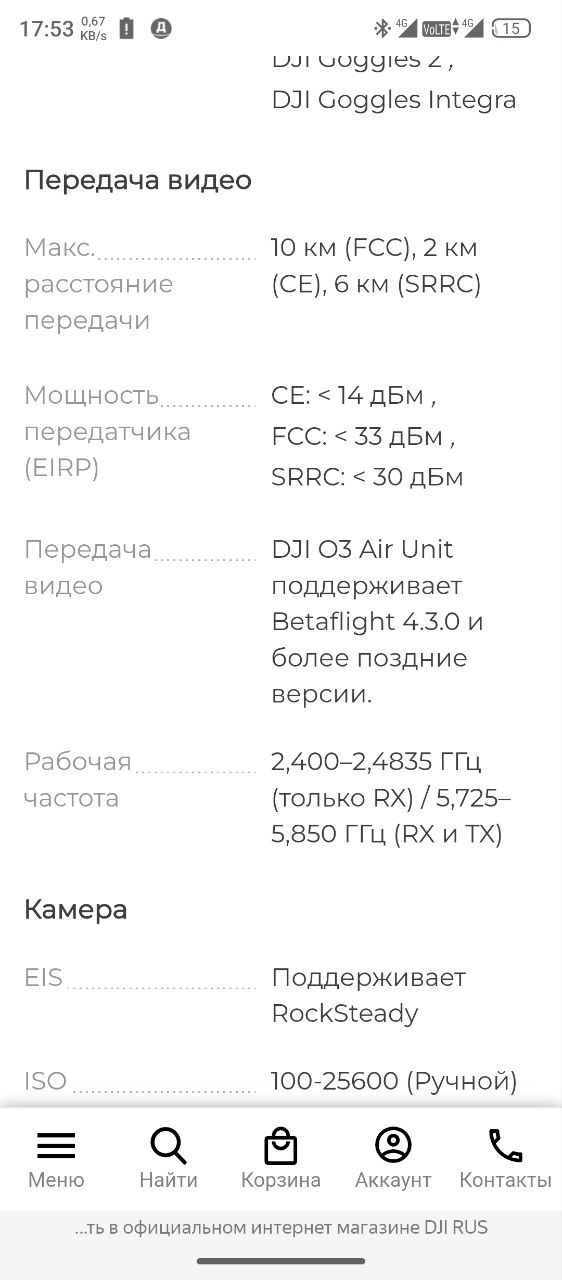 17:53 0,67 KB/s Д 4G VoLTE 4G 15
DJI Goggles 2 ,
DJI Goggles Integra
Передача видео
Макс. расстояние передачи
10 км (FCC), 2 км
(CE), 6 км (SRRC)
Мощность передатчика (EIRP)
CE: < 14 дБм ,
FCC: < 33 дБм ,
SRRC: < 30 дБм
Передача видео
DJI O3 Air Unit
поддерживает
Betaflight 4.3.0 и
более поздние
версии.
Рабочая частота
2,400–2,4835 ГГц
(только RX) / 5,725–
5,850 ГГц (RX и TX)
Камера
EIS
Поддерживает
RockSteady
ISO
100-25600 (Ручной)
Меню Найти Корзина Аккаунт Контакты
...ть в официальном интернет магазине DJI RUS